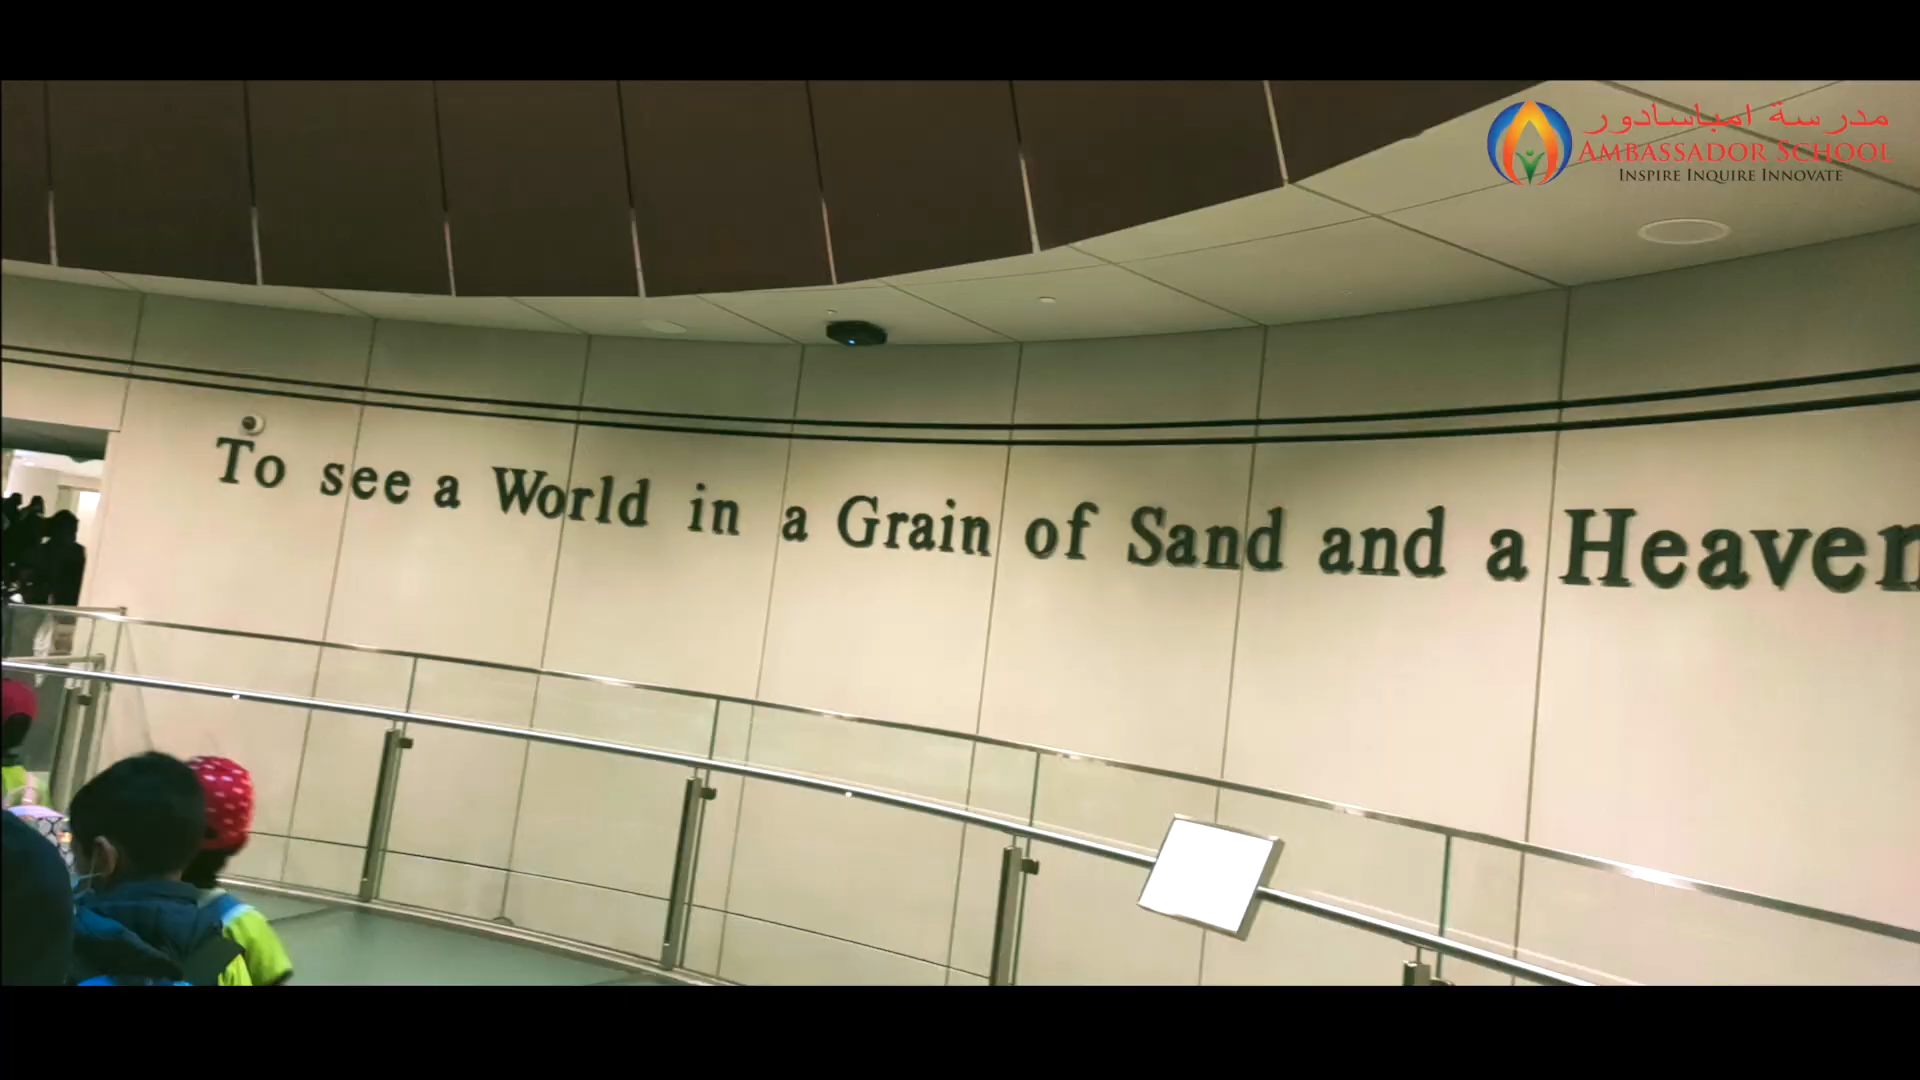 مدرسة امباسادور
AMBASSADOR SCHOOL
INSPIRE INQUIRE INNOVATE
To see a World in a Grain of Sand and a Heaven